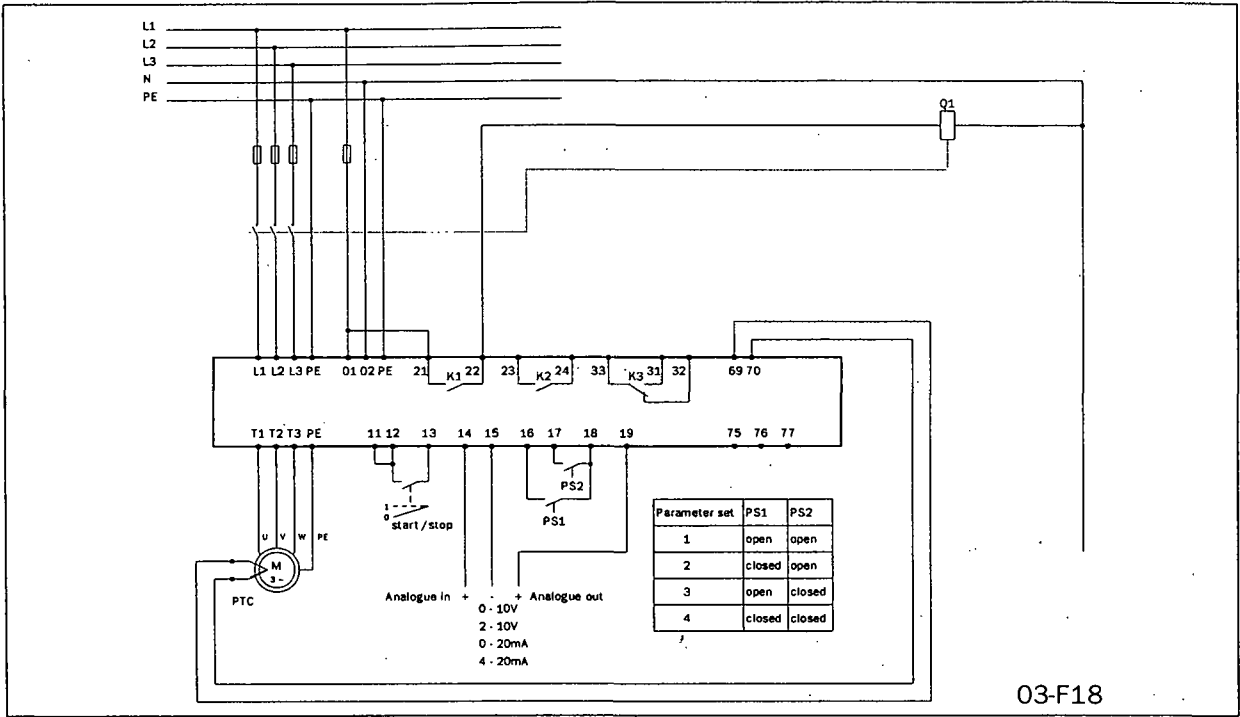 L1
L2
L3
N
PE
Q1
L1 L2 L3 PE 01 02 PE 21 K1 22 23 K2 24 33 K3 31 32 69 70
T1 T2 T3 PE 11 12 13 14 15 16 17 18 19 75 76 77
PS2
PS1
1
0
start/stop
U V W PE
M
3~
PTC
Analogue in + - + Analogue out
0 - 10V
2 - 10V
0 - 20mA
4 - 20mA
Parameter set PS1 PS2
1 open open
2 closed open
3 open closed
4 closed closed
03-F18